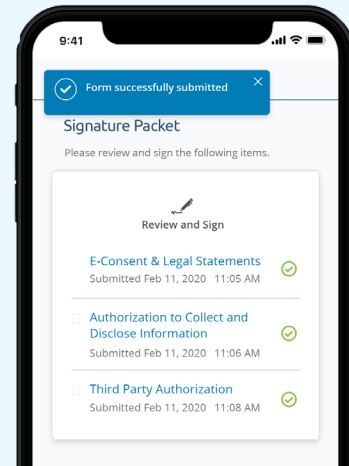 9:41
Form successfully submitted
Signature Packet
Please review and sign the following items.
Review and Sign
E-Consent & Legal Statements
Submitted Feb 11, 2020 11:05 AM
Authorization to Collect and
Disclose Information
Submitted Feb 11, 2020 11:06 AM
Third Party Authorization
Submitted Feb 11, 2020 11:08 AM